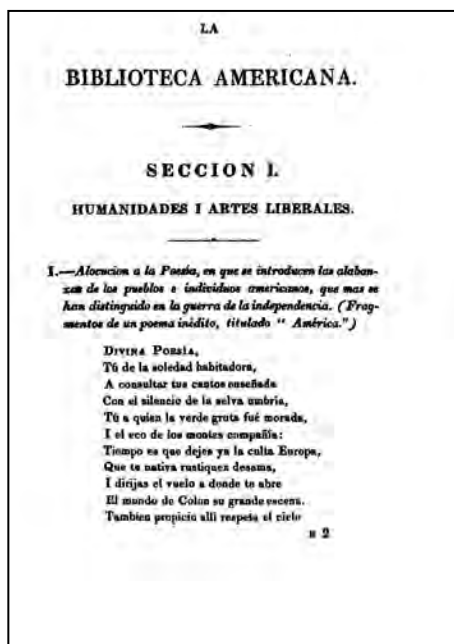 LA
BIBLIOTECA AMERICANA.
SECCION I.
HUMANIDADES I ARTES LIBERALES.
I.—Alocucion a la Poesía, en que se introducen las alaban-
zas de los pueblos e individuos americanos, que mas se
han distinguido en la guerra de la independencia. (Frag-
mentos de un poema inédito, titulado “ América.”)
DIVINA POESÍA,
Tú de la soledad habitadora,
A consultar tus cantos enseñada
Con el silencio de la selva umbría,
Tú a quien la verde gruta fué morada,
I el eco de los montes compañía:
Tiempo es que dejes ya la culta Europa,
Que tu nativa rustiquez desama,
I dirijas el vuelo a donde te abre
El mundo de Colon su grande escena.
Tambien propicio allí respeta el cielo
B 2